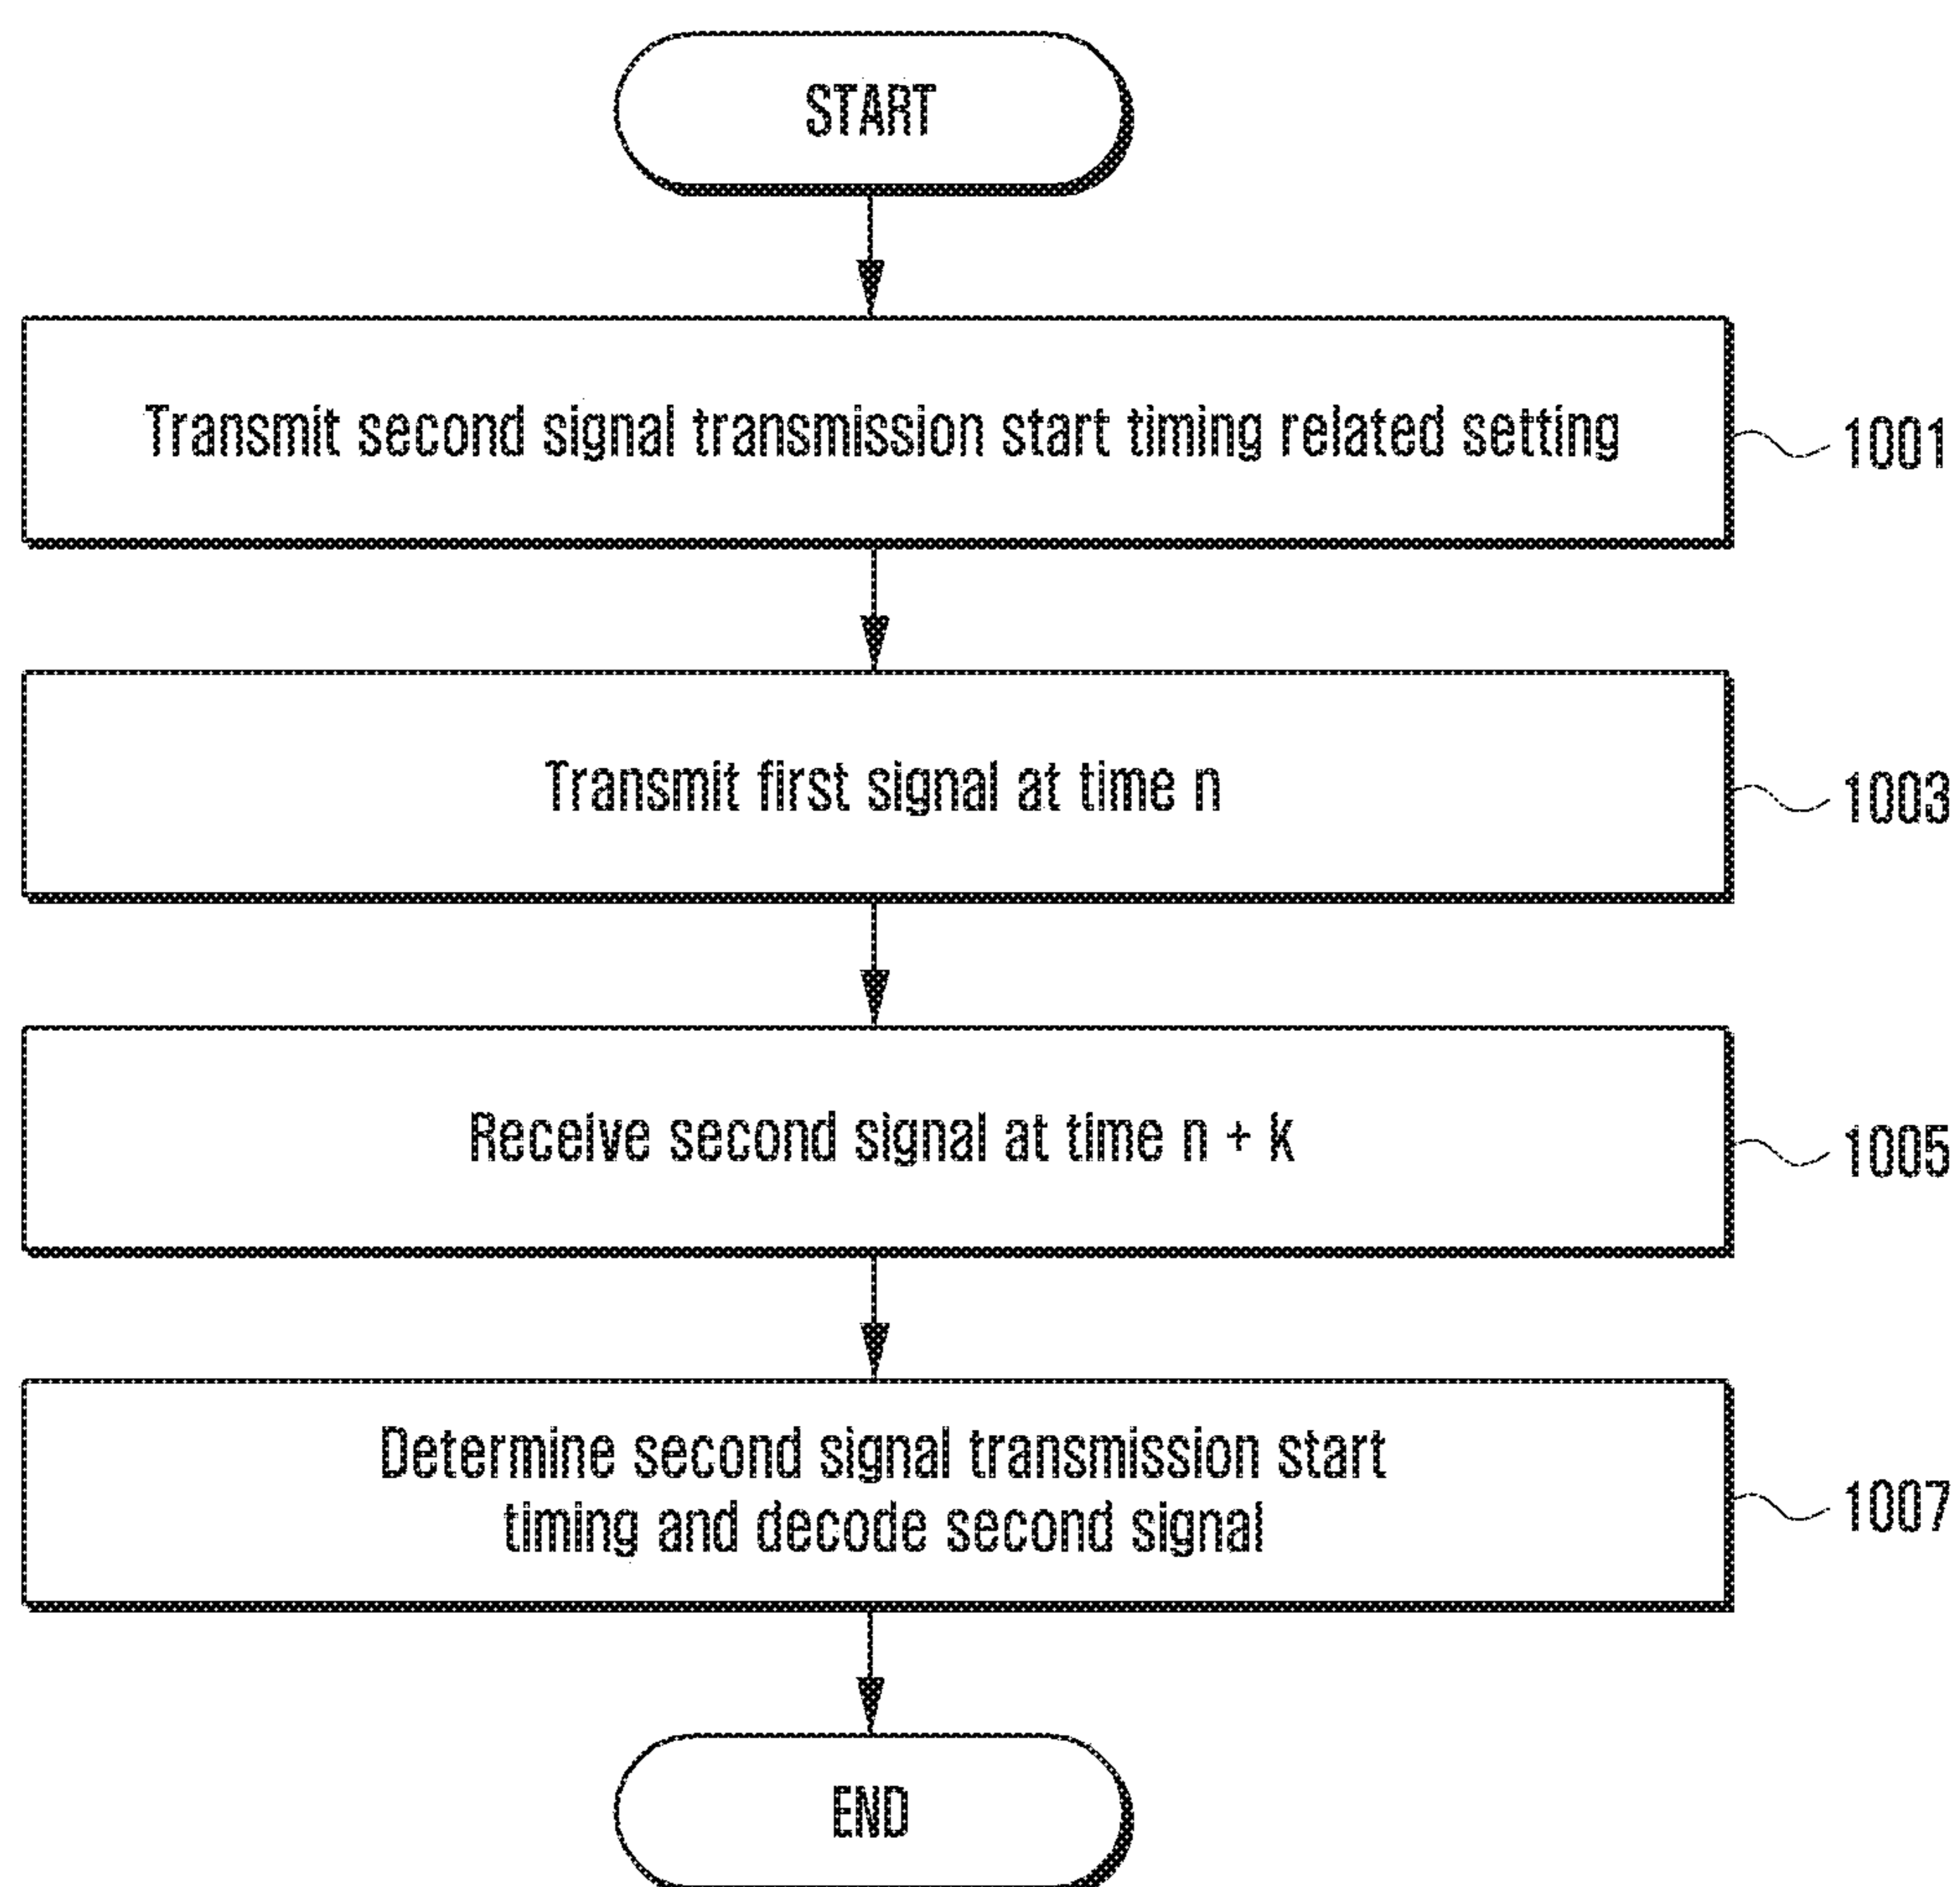 START
Transmit second signal transmission start timing related setting
1001
Transmit first signal at time n
1003
Receive second signal at time n + k
1005
Determine second signal transmission start
timing and decode second signal
1007
END